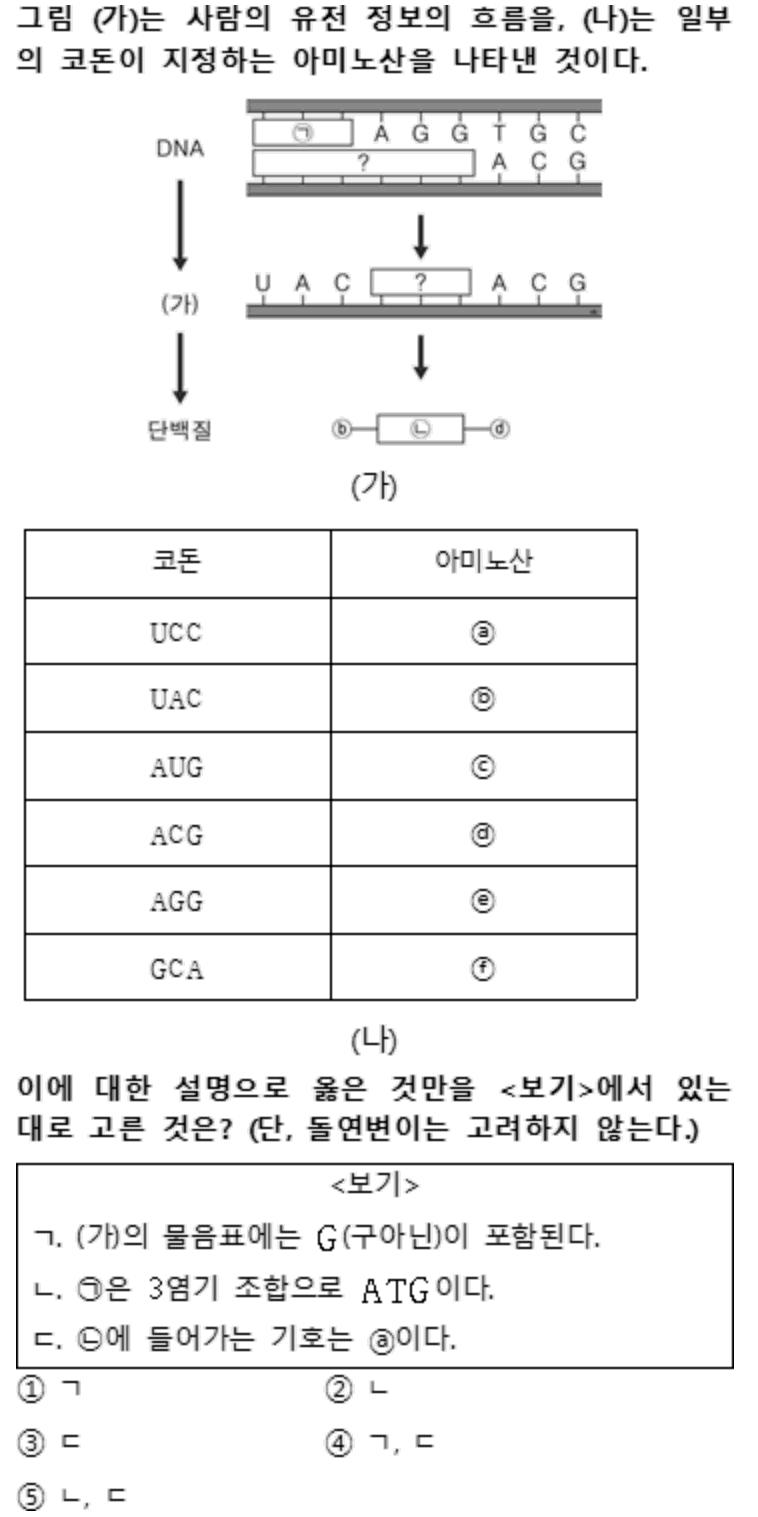 그림 (가)는 사람의 유전 정보의 흐름을, (나)는 일부
의 코돈이 지정하는 아미노산을 나타낸 것이다.
㉠ A G G T G C
DNA ? A C G
(가) U A C ? A C G
단백질 ⓑ ㉡ ⓓ
(가)
코돈 아미노산
UCC ⓐ
UAC ⓑ
AUG ⓒ
ACG ⓓ
AGG ⓔ
GCA ⓕ
(나)
이에 대한 설명으로 옳은 것만을 <보기>에서 있는
대로 고른 것은? (단, 돌연변이는 고려하지 않는다.)
<보기>
ㄱ. (가)의 물음표에는 G(구아닌)이 포함된다.
ㄴ. ㉠은 3염기 조합으로 ATG이다.
ㄷ. ㉡에 들어가는 기호는 ⓐ이다.
① ㄱ ② ㄴ
③ ㄷ ④ ㄱ, ㄷ
⑤ ㄴ, ㄷ